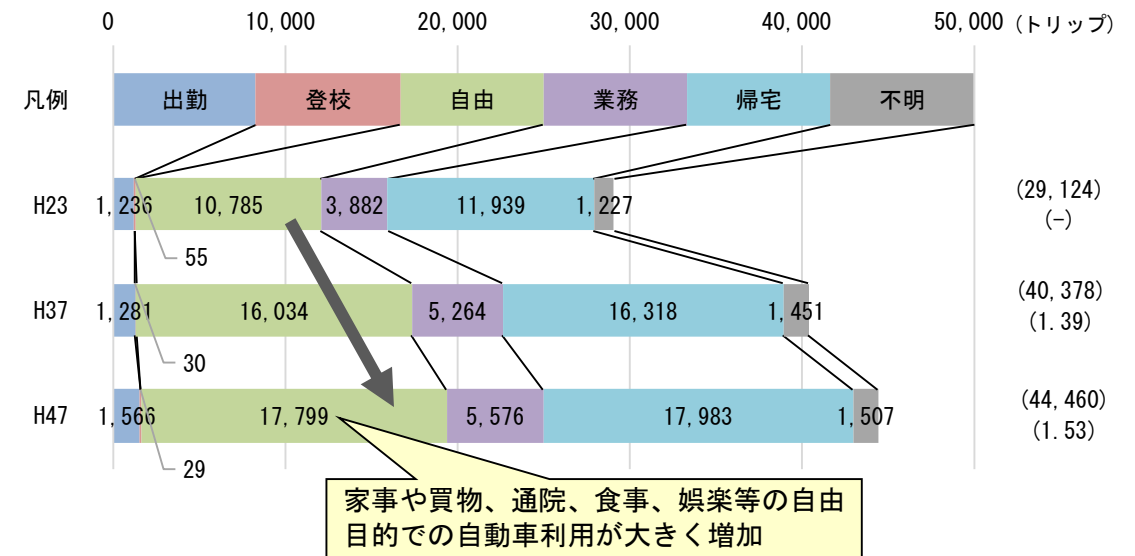 0 10,000 20,000 30,000 40,000 50,000 (トリップ)
凡例 出勤 登校 自由 業務 帰宅 不明
H23 1,236 10,785 3,882 11,939 1,227 (29,124)
(-)
55
H37 1,281 16,034 5,264 16,318 1,451 (40,378)
(1.39)
30
H47 1,566 17,799 5,576 17,983 1,507 (44,460)
(1.53)
29
家事や買物、通院、食事、娯楽等の自由
目的での自動車利用が大きく増加